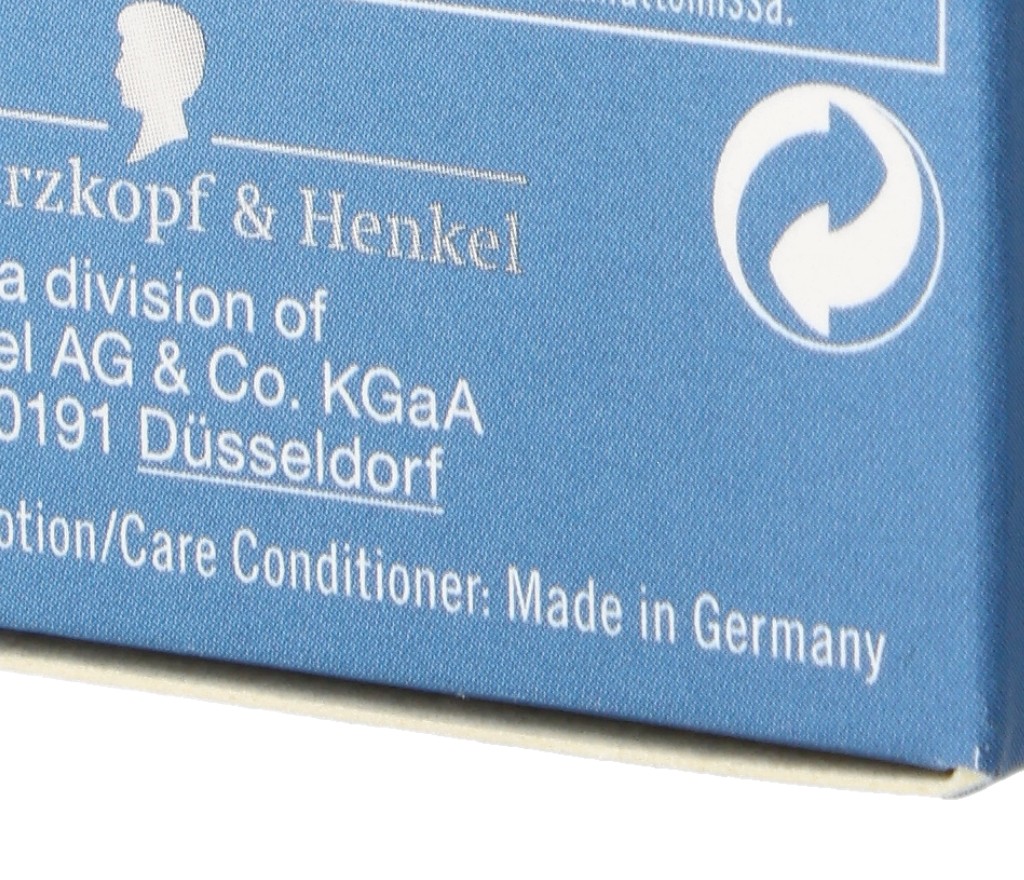 rzkopf & Henkel
a division of
el AG & Co. KGaA
0191 Düsseldorf
otion/Care Conditioner: Made in Germany